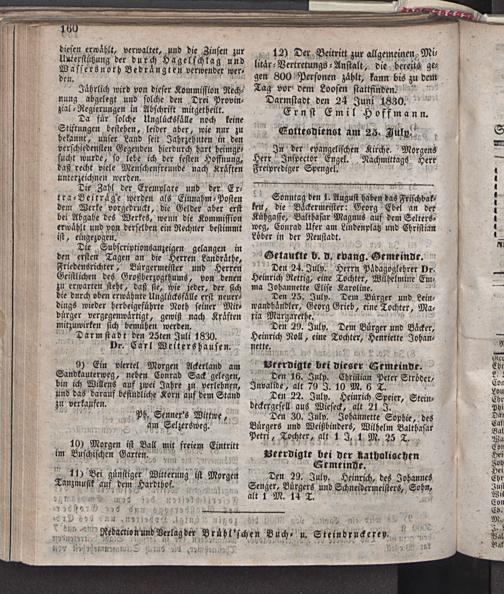 160
diesen erwählt, verwaltet, und die Zinsen zur
Unterstützung der durch Hagelschlag und
Wassersnoth Bedrängten verwendet wer-
den.
Jährlich wird von dieser Kommission Rech-
nung abgelegt und solche den Drei Provin-
zial-Regierungen in Abschrift mitgetheilt.
Da für solche Unglücksfälle noch keine
Stiftungen bestehen, leider aber, wie nur zu
bekannt, unser Land seit Jahrzehnten in den
verschiedensten Gegenden dadurch hart heimge-
sucht wurde, so lebe ich der festen Hoffnung,
daß recht viele Menschenfreunde nach Kräften
unterzeichnen werden.
Die Zahl der Exemplare und der Ex-
tra-Beiträge werden als Einnahm-Posten
dem Werke vorgedruckt, die Gelder aber erst
bei Abgabe des Werkes, wenn die Kommission
erwählt und von derselben ein Rechner bestimmt
ist, eingezogen.
Die Subscriptionsanzeigen gelangen in
den ersten Tagen an die Herren Landräthe,
Friedensrichter, Bürgermeister und Herren
Geistlichen des Großherzogthums, von denen
zu erwarten steht, daß sie, wie jeder, der sich
die durch oben erwähnte Unglücksfälle erst neuer-
dings wieder herbeigeführte Noth seiner Mit-
bürger vergegenwärtigt, gewiß nach Kräften
mitzuwirken sich bemühen werden.
Darmstadt den 25ten Juli 1830.
Dr. Carl Weitershausen.
9) Ein viertel Morgen Ackerland am
Sandkauterweg, neben Conrad Sack gelegen,
bin ich Willens auf zwei Jahre zu verlehnen,
und das darauf befindliche Korn auf dem Stand
zu verkaufen.
Ph. Senner's Wittwe
am Selzersweg.
10) Morgen ist Ball mit freiem Eintritt
im Buschischen Garten.
11) Bei günstiger Witterung ist Morgen
Tanzmusik auf dem Hardthof.
12) Der Beitritt zur allgemeinen Mi-
litär-Vertretungs-Anstalt, die bereits ge-
gen 800 Personen zählt, kann bis zu dem
Tag vor dem Loosen stattfinden.
Darmstadt den 24 Juni 1830.
Ernst Emil Hoffmann.
Gottesdienst am 25. July.
In der evangelischen Kirche. Morgens
Herr Inspector Engel. Nachmittags Herr
Freiprediger Spengel.
Sonntag den 1. August haben das Frischbak-
ken, die Bäckermeister: Georg Ebel an der
Kühgasse, Balthasar Magnus auf dem Selters-
weg, Conrad Ulfer am Lindenplatz und Christian
Löber in der Neustadt.
Getaufte b. d. evang. Gemeinde.
Den 24. July. Herrn Pädagoglehrer Dr.
Heinrich Rettig, eine Tochter, Wilhelmine Em-
ma Johannette Elise Karoline.
Den 25. July. Dem Bürger und Lein-
wandhändler, Georg Grieb, eine Tochter, Ma-
ria Margarethe.
Den 29. July. Dem Bürger und Bäcker,
Heinrich Noll, eine Tochter, Henriette Johan-
nette.
Beerdigte bei dieser Gemeinde.
Den 16. July. Christian Peter Ströder,
Invalide, alt 79 J. 10 M. 6 T.
Den 22. July. Heinrich Speier, Stein-
deckergesell aus Wieseck, alt 21 J.
Den 30. July. Johannette Sophie, des
Bürgers und Weißbinders, Wilhelm Balthasar
Petri, Tochter, alt 1 J. 1 M. 25 T.
Beerdigte bei der katholischen
Gemeinde.
Den 29. July. Heinrich, des Johannes
Senger, Bürgers und Schneidermeisters, Sohn,
alt 1 M. 14 T.
Redaction und Verlag der Brühl'schen Buch- u. Steindruckerey.